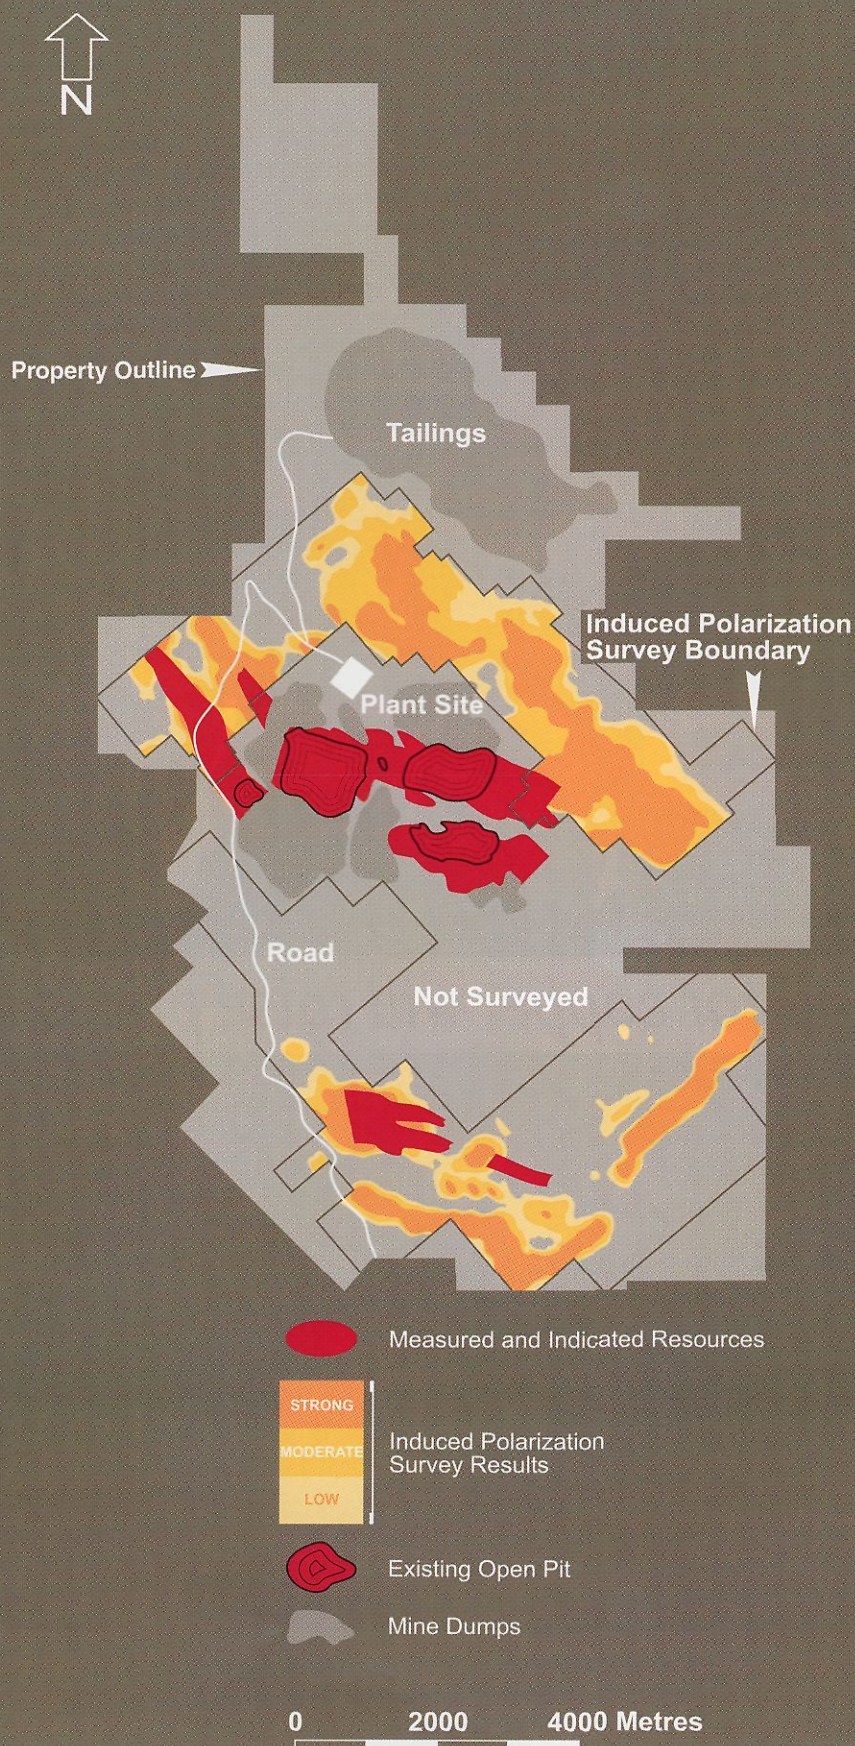 N
Property Outline
Tailings
Induced Polarization
Survey Boundary
Plant Site
Road
Not Surveyed
Measured and Indicated Resources
STRONG
MODERATE
LOW
Induced Polarization
Survey Results
Existing Open Pit
Mine Dumps
0 2000 4000 Metres